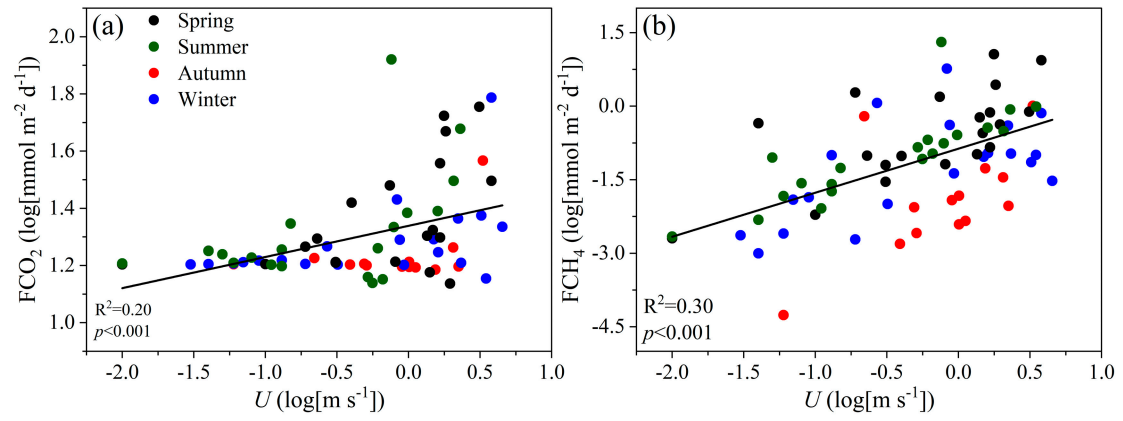 (a)
Spring
Summer
Autumn
Winter
2.0
1.8
1.6
1.4
1.2
1.0
FCO₂ (log[mmol m⁻² d⁻¹])
R²=0.20
p<0.001
-2.0 -1.5 -1.0 -0.5 0.0 0.5 1.0
U (log[m s⁻¹])
(b)
1.5
0.0
-1.5
-3.0
-4.5
FCH₄ (log[mmol m⁻² d⁻¹])
R²=0.30
p<0.001
-2.0 -1.5 -1.0 -0.5 0.0 0.5 1.0
U (log[m s⁻¹])